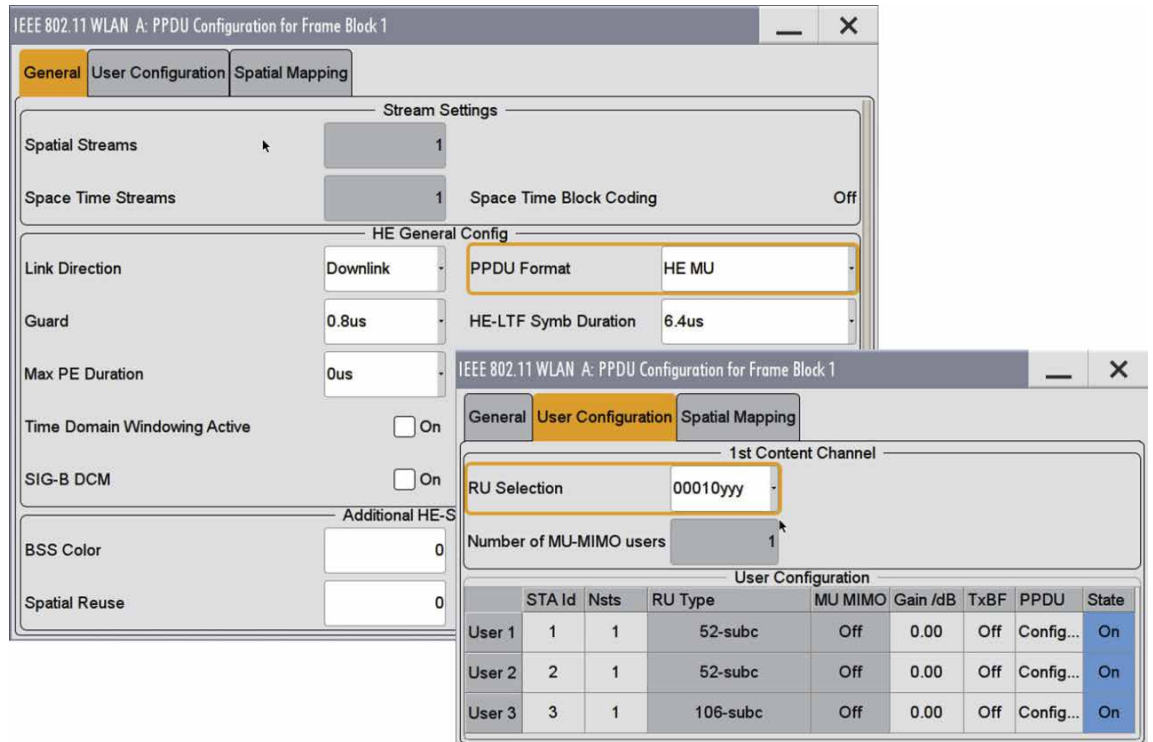 IEEE 802.11 WLAN A: PPDU Configuration for Frame Block 1
General User Configuration Spatial Mapping
Stream Settings
Spatial Streams 1
Space Time Streams 1 Space Time Block Coding Off
HE General Config
Link Direction Downlink PPDU Format HE MU
Guard 0.8us HE-LTF Symb Duration 6.4us
Max PE Duration 0us
Time Domain Windowing Active On
SIG-B DCM On
Additional HE-S
BSS Color 0
Spatial Reuse 0
IEEE 802.11 WLAN A: PPDU Configuration for Frame Block 1
General User Configuration Spatial Mapping
1st Content Channel
RU Selection 00010yyy
Number of MU-MIMO users 1
User Configuration
STA Id Nsts RU Type MU MIMO Gain /dB TxBF PPDU State
User 1 1 1 52-subc Off 0.00 Off Config... On
User 2 2 1 52-subc Off 0.00 Off Config... On
User 3 3 1 106-subc Off 0.00 Off Config... On